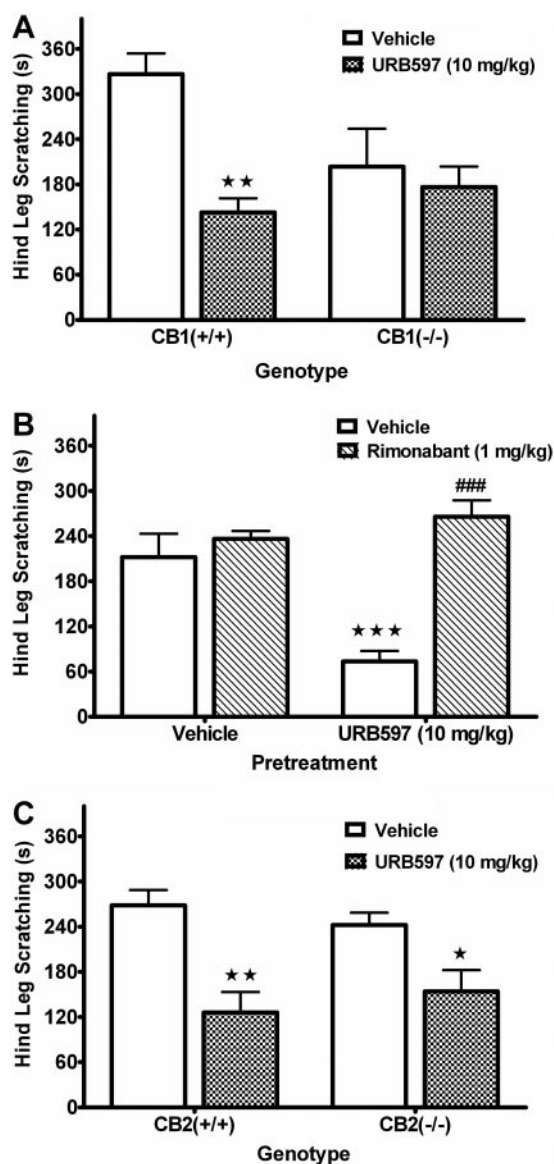 A
Hind Leg Scratching (s)
360
300
240
180
120
60
0
Vehicle
URB597 (10 mg/kg)
★★
CB1(+/+)
CB1(-/-)
Genotype
B
Hind Leg Scratching (s)
360
300
240
180
120
60
0
Vehicle
Rimonabant (1 mg/kg)
###
★★★
Vehicle
URB597 (10 mg/kg)
Pretreatment
C
Hind Leg Scratching (s)
360
300
240
180
120
60
0
Vehicle
URB597 (10 mg/kg)
★★
★
CB2(+/+)
CB2(-/-)
Genotype